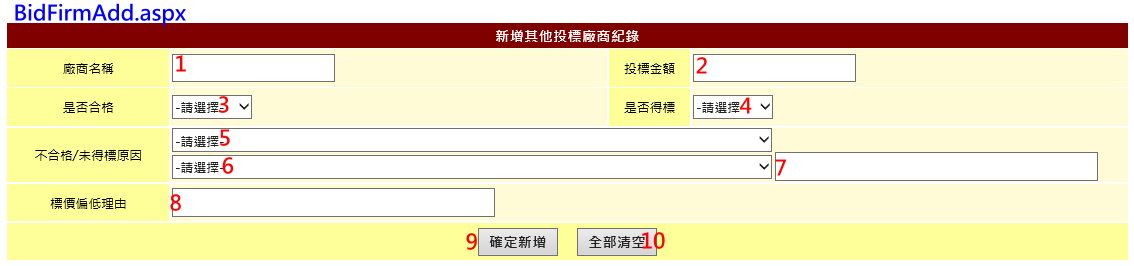 BidFirmAdd.aspx
新增其他投標廠商紀錄
廠商名稱 1 投標金額 2
是否合格 -請選擇- 3 是否得標 -請選擇- 4
-請選擇- 5
不合格/未得標原因
-請選擇- 6 7
標價偏低理由 8
9 確定新增 全部清空 10